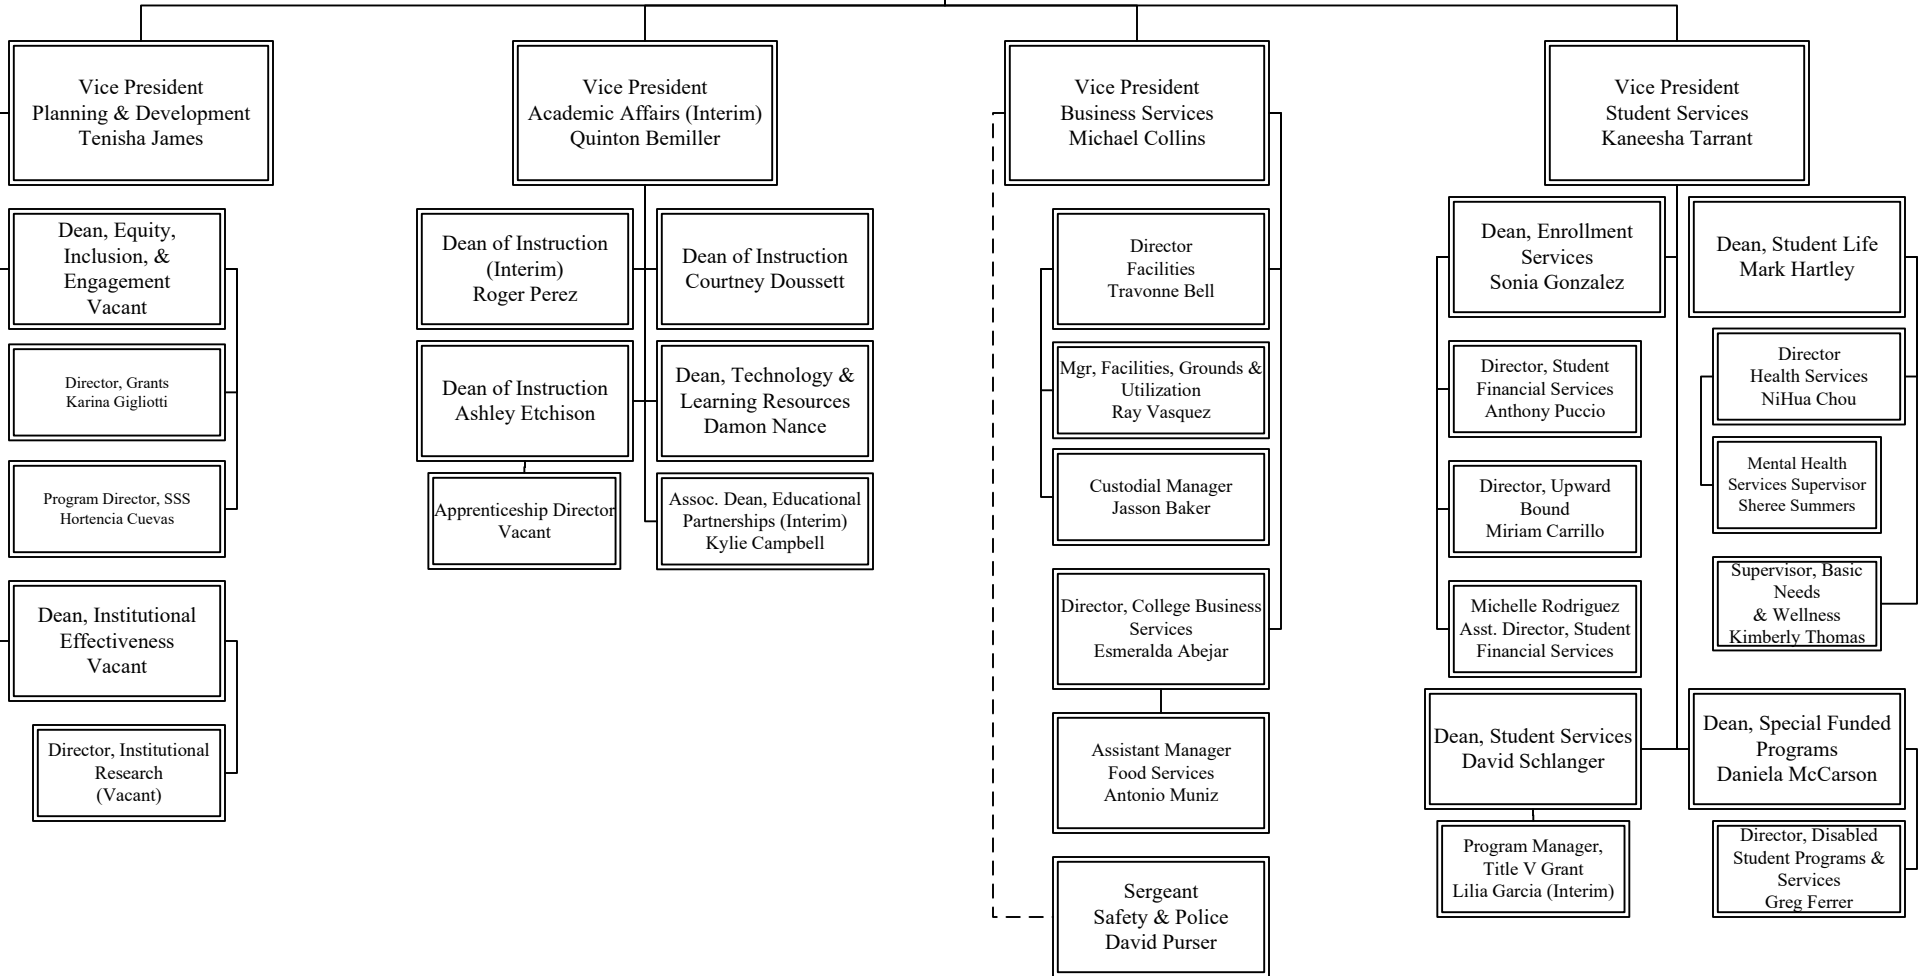 Vice President
Planning & Development
Tenisha James
Dean, Equity,
Inclusion, &
Engagement
Vacant
Director, Grants
Karina Gigliotti
Program Director, SSS
Hortencia Cuevas
Dean, Institutional
Effectiveness
Vacant
Director, Institutional
Research
(Vacant)
Vice President
Academic Affairs (Interim)
Quinton Bemiller
Dean of Instruction
(Interim)
Roger Perez
Dean of Instruction
Courtney Doussett
Dean of Instruction
Ashley Etchison
Dean, Technology &
Learning Resources
Damon Nance
Apprenticeship Director
Vacant
Assoc. Dean, Educational
Partnerships (Interim)
Kylie Campbell
Vice President
Business Services
Michael Collins
Director
Facilities
Travonne Bell
Mgr, Facilities, Grounds &
Utilization
Ray Vasquez
Custodial Manager
Jasson Baker
Director, College Business
Services
Esmeralda Abejar
Assistant Manager
Food Services
Antonio Muniz
Sergeant
Safety & Police
David Purser
Vice President
Student Services
Kaneesha Tarrant
Dean, Enrollment
Services
Sonia Gonzalez
Director, Student
Financial Services
Anthony Puccio
Director, Upward
Bound
Miriam Carrillo
Michelle Rodriguez
Asst. Director, Student
Financial Services
Dean, Student Life
Mark Hartley
Director
Health Services
NiHua Chou
Mental Health
Services Supervisor
Sheree Summers
Supervisor, Basic
Needs
& Wellness
Kimberly Thomas
Dean, Student Services
David Schlanger
Program Manager,
Title V Grant
Lilia Garcia (Interim)
Dean, Special Funded
Programs
Daniela McCarson
Director, Disabled
Student Programs &
Services
Greg Ferrer